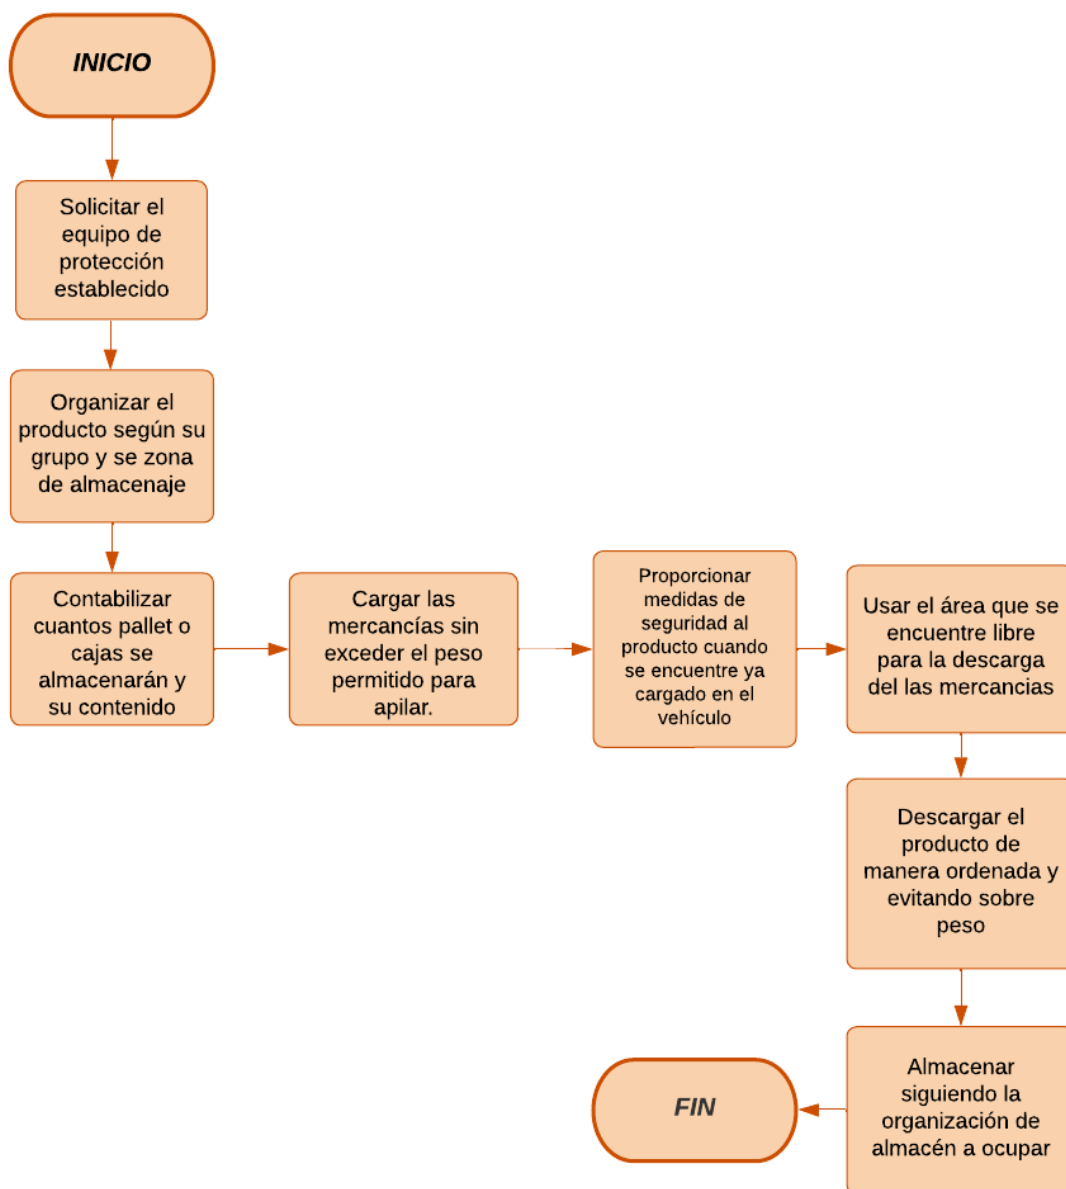 INICIO
Solicitar el
equipo de
protección
establecido
Organizar el
producto según su
grupo y se zona
de almacenaje
Contabilizar
cuantos pallet o
cajas se
almacenarán y
su contenido
Cargar las
mercancías sin
exceder el peso
permitido para
apilar.
Proporcionar
medidas de
seguridad al
producto cuando
se encuentre ya
cargado en el
vehículo
Usar el área que se
encuentre libre
para la descarga
del las mercancias
Descargar el
producto de
manera ordenada y
evitando sobre
peso
Almacenar
siguiendo la
organización de
almacén a ocupar
FIN